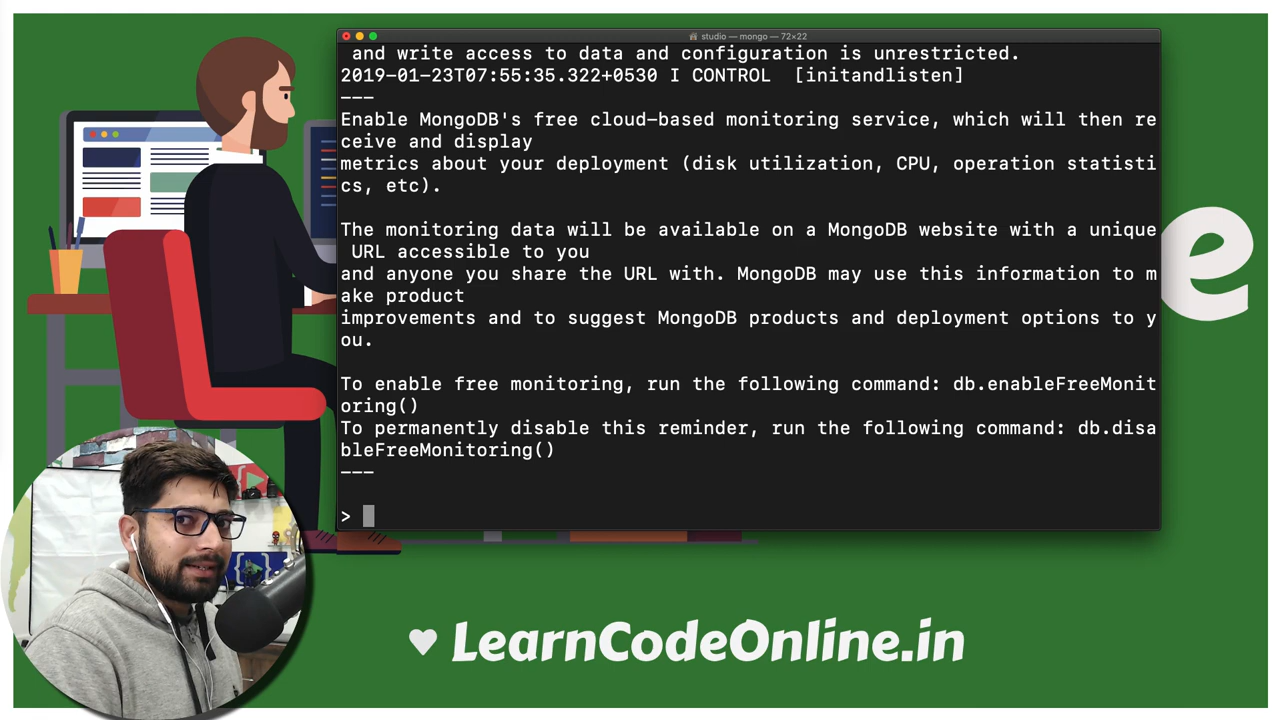 studio — mongo — 72×22
 and write access to data and configuration is unrestricted.
2019-01-23T07:55:35.322+0530 I CONTROL  [initandlisten]
---
Enable MongoDB's free cloud-based monitoring service, which will then re
ceive and display
metrics about your deployment (disk utilization, CPU, operation statisti
cs, etc).
The monitoring data will be available on a MongoDB website with a unique
 URL accessible to you
and anyone you share the URL with. MongoDB may use this information to m
ake product
improvements and to suggest MongoDB products and deployment options to y
ou.
To enable free monitoring, run the following command: db.enableFreeMonit
oring()
To permanently disable this reminder, run the following command: db.disa
bleFreeMonitoring()
---
>
e
♥ LearnCodeOnline.in